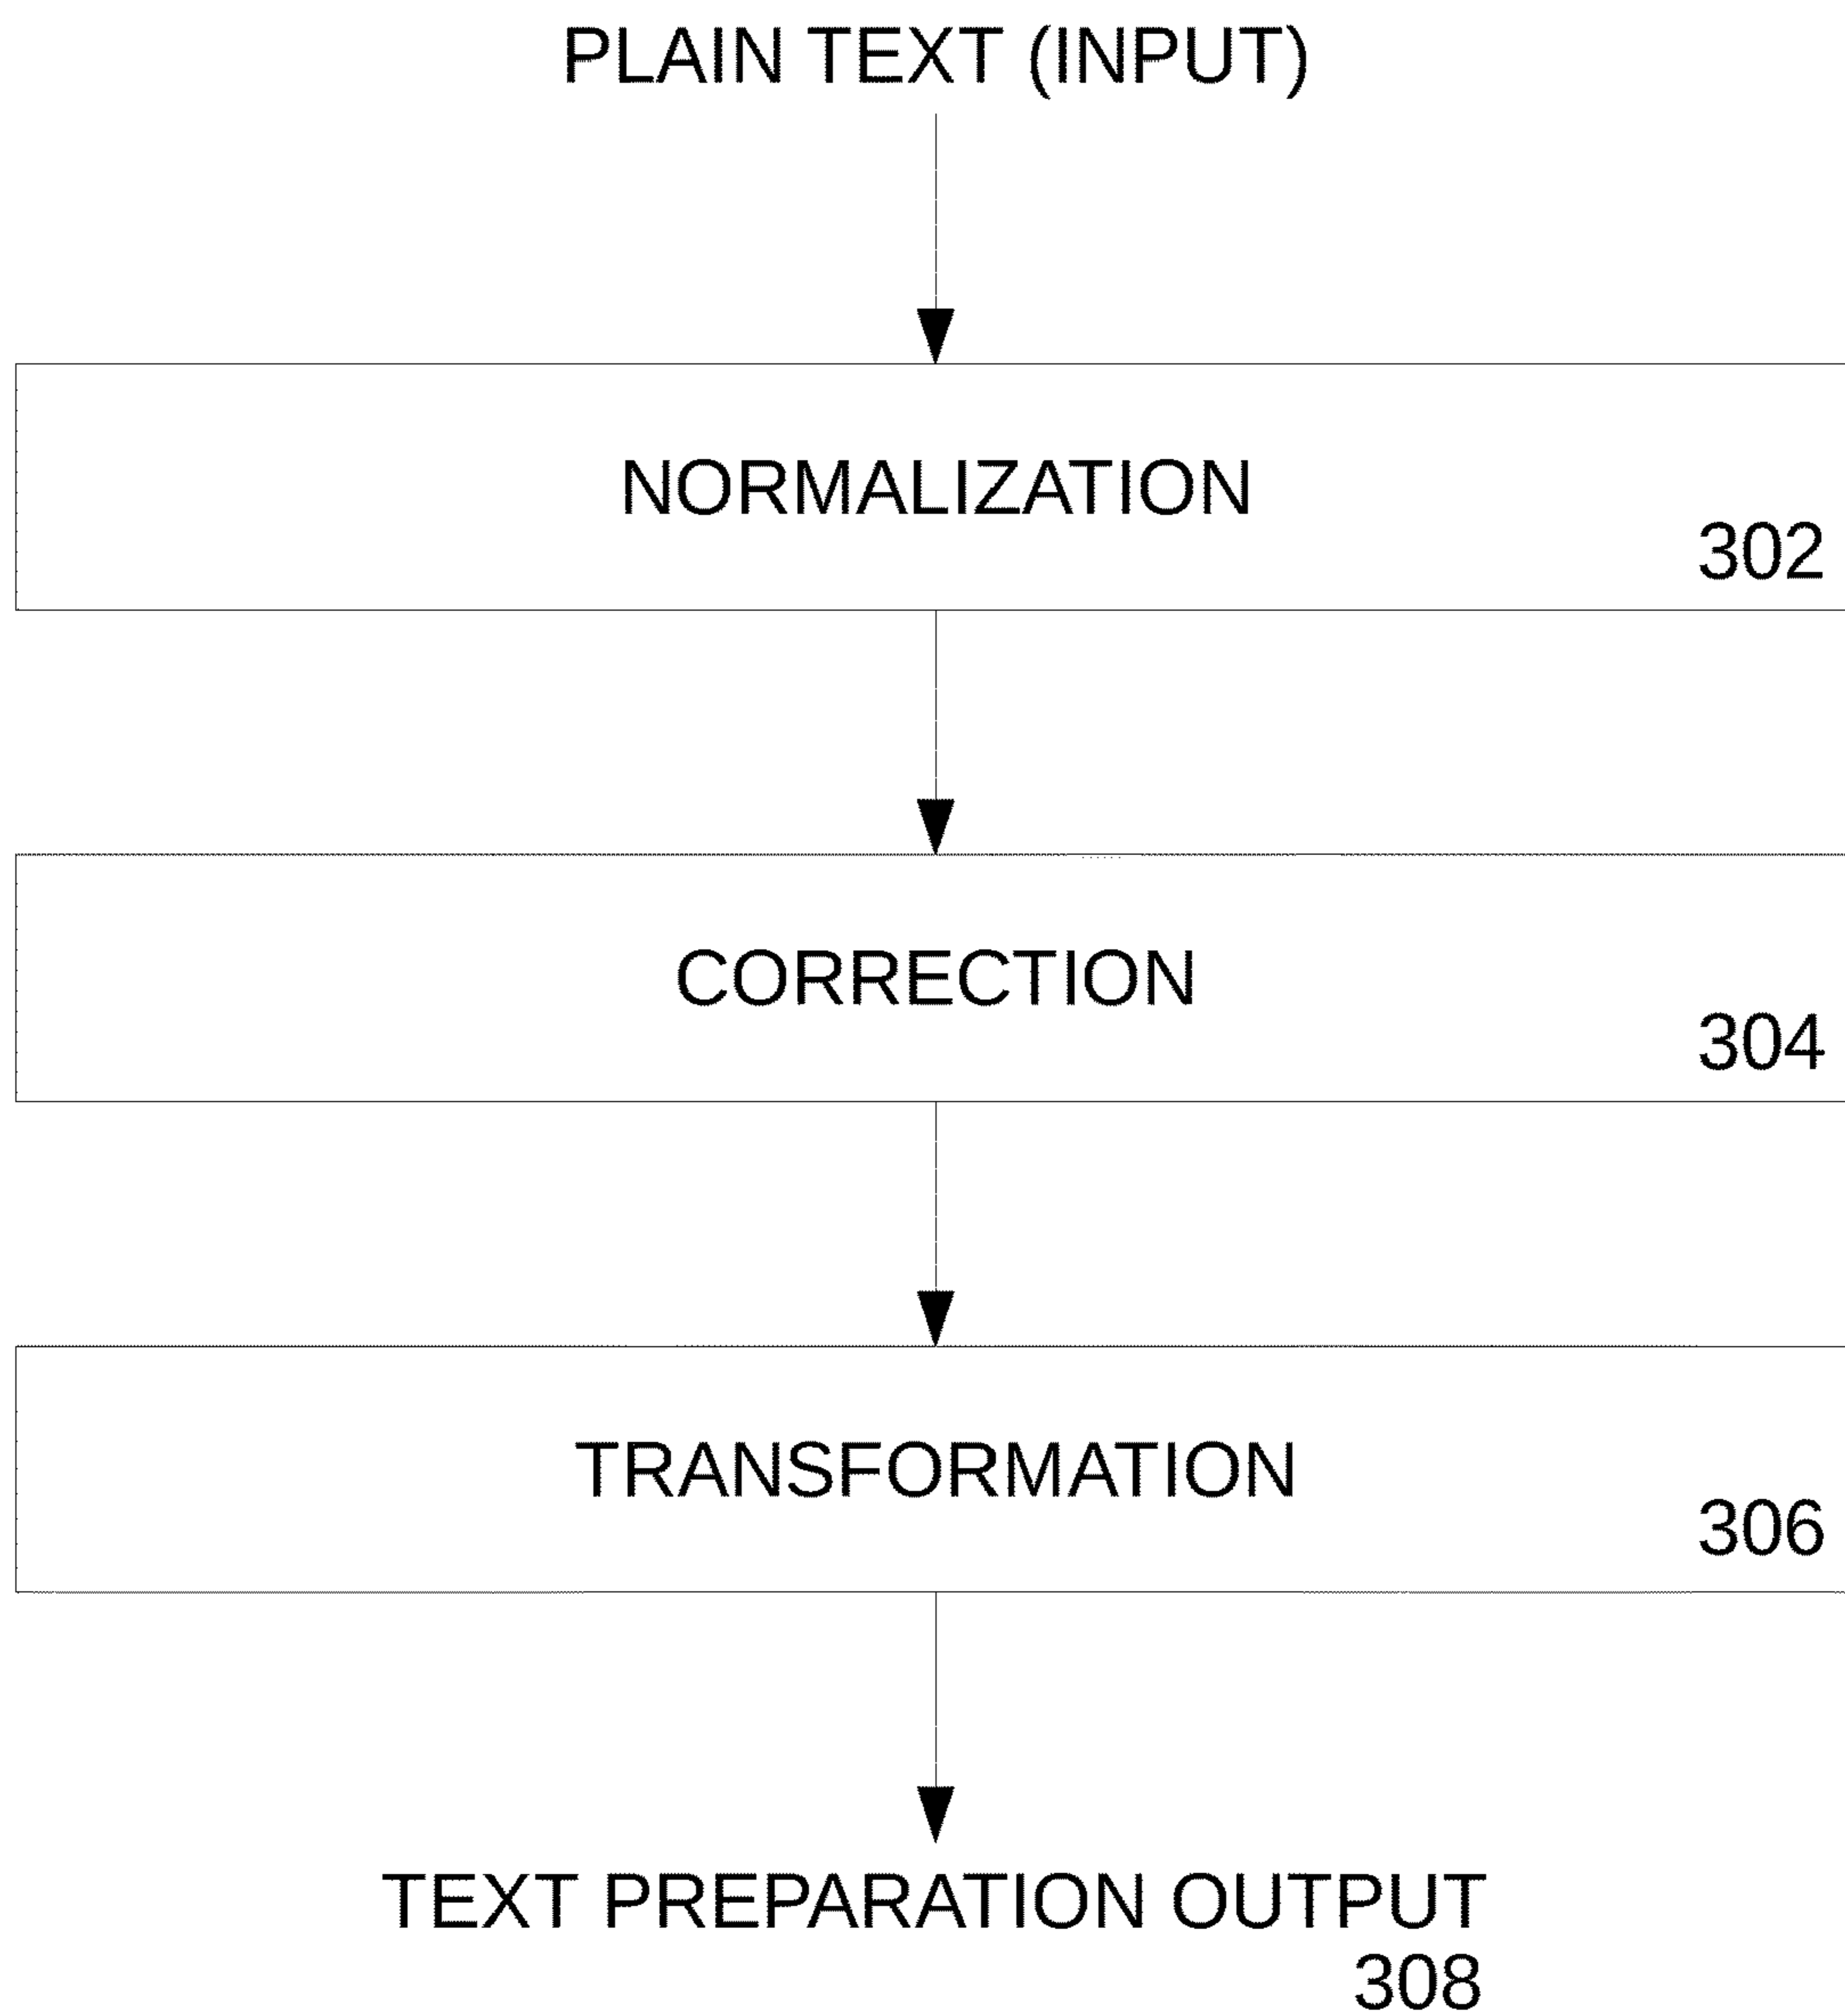 PLAIN TEXT (INPUT)
NORMALIZATION
302
CORRECTION
304
TRANSFORMATION
306
TEXT PREPARATION OUTPUT
308